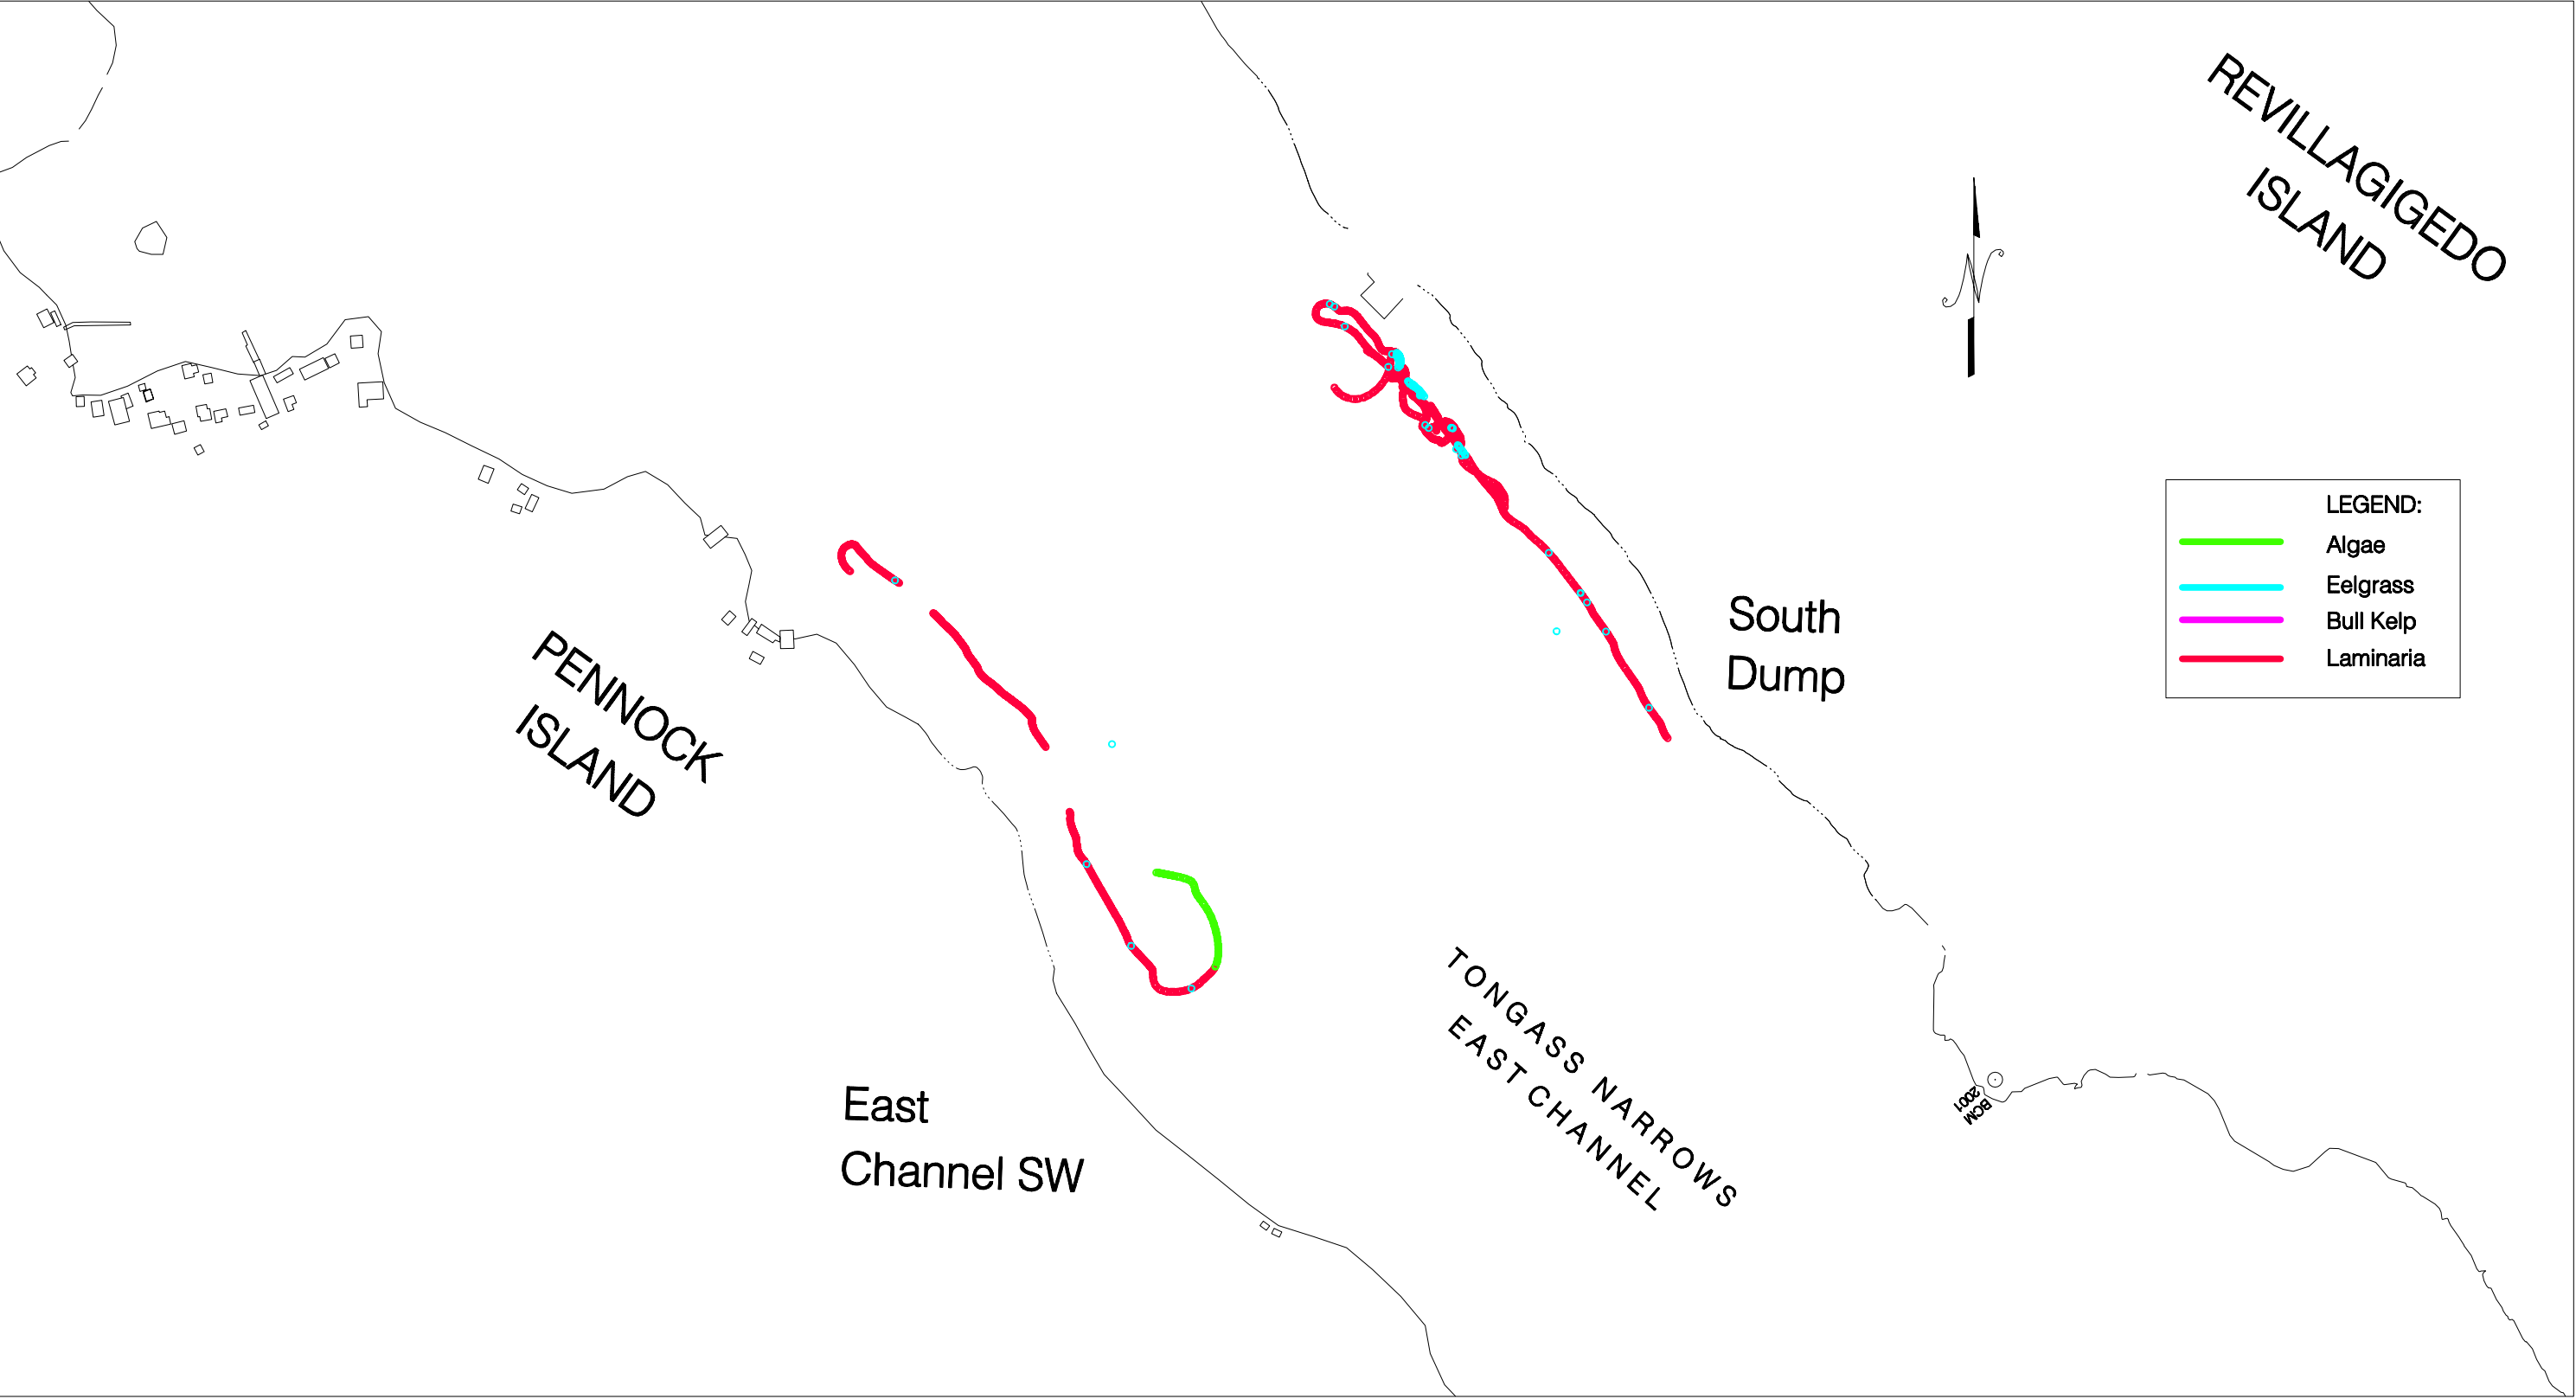 REVILLAGIGEDO
ISLAND
N
LEGEND:
Algae
Eelgrass
Bull Kelp
Laminaria
South
Dump
PENNOCK
ISLAND
TONGASS NARROWS
EAST CHANNEL
East
Channel SW
BCM
2001